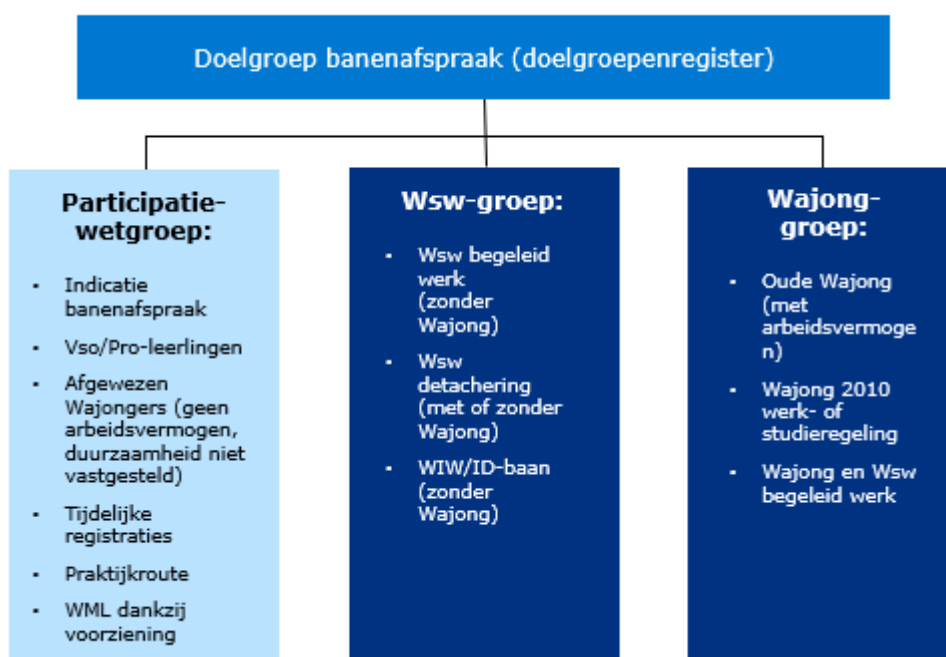 Doelgroep banenafspraak (doelgroepenregister)
Participatie-
wetgroep:
• Indicatie
banenafspraak
• Vso/Pro-leerlingen
• Afgewezen
Wajongers (geen
arbeidsvermogen,
duurzaamheid niet
vastgesteld)
• Tijdelijke
registraties
• Praktijkroute
• WML dankzij
voorziening
Wsw-groep:
• Wsw begeleid
werk
(zonder
Wajong)
• Wsw
detachering
(met of zonder
Wajong)
• WIW/ID-baan
(zonder
Wajong)
Wajong-
groep:
• Oude Wajong
(met
arbeidsvermoge
n)
• Wajong 2010
werk- of
studieregeling
• Wajong en Wsw
begeleid werk